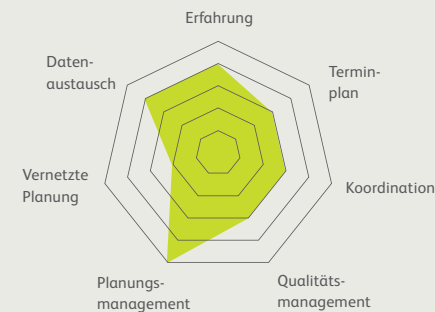 Erfahrung
Daten-
austausch
Termin-
plan
Vernetzte
Planung
Koordination
Planungs-
management
Qualitäts-
management